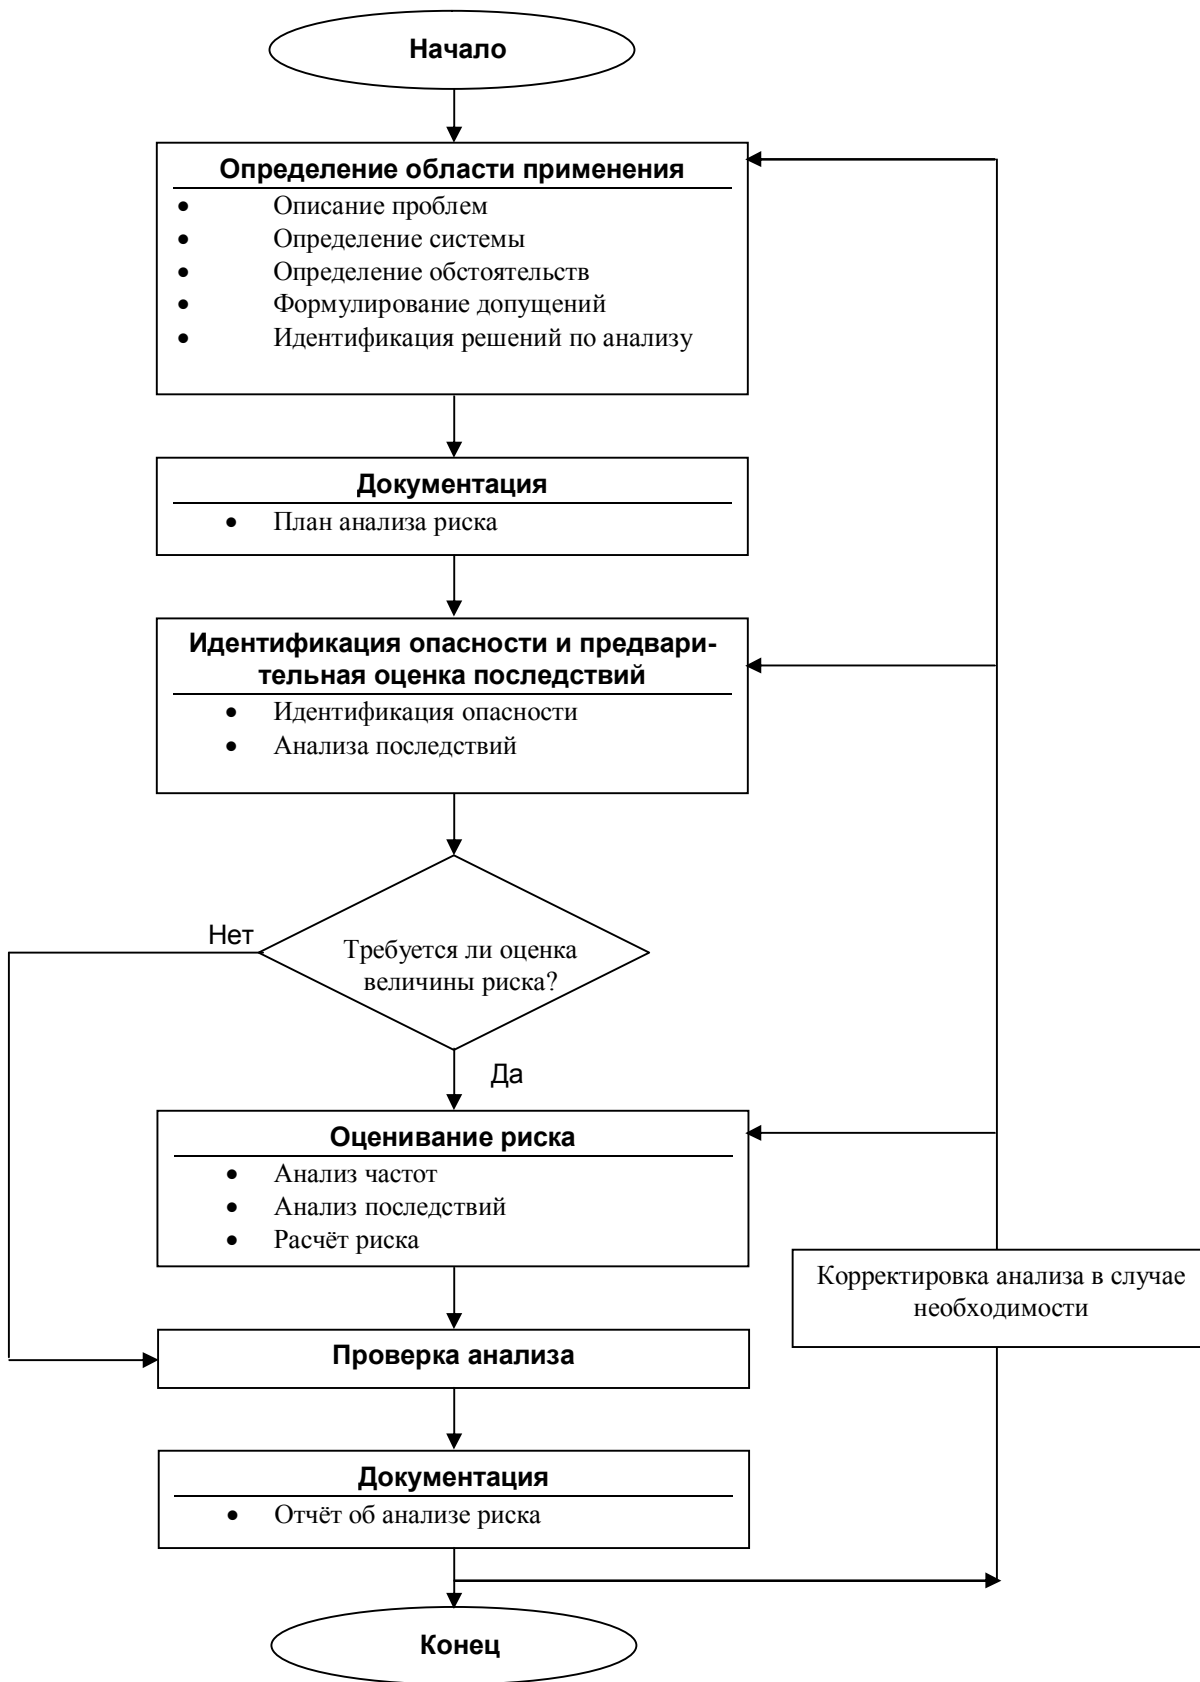 Начало
Определение области применения
• Описание проблем
• Определение системы
• Определение обстоятельств
• Формулирование допущений
• Идентификация решений по анализу
Документация
• План анализа риска
Идентификация опасности и предвари-
тельная оценка последствий
• Идентификация опасности
• Анализа последствий
Нет
Требуется ли оценка
величины риска?
Да
Оценивание риска
• Анализ частот
• Анализ последствий
• Расчёт риска
Корректировка анализа в случае
необходимости
Проверка анализа
Документация
• Отчёт об анализе риска
Конец